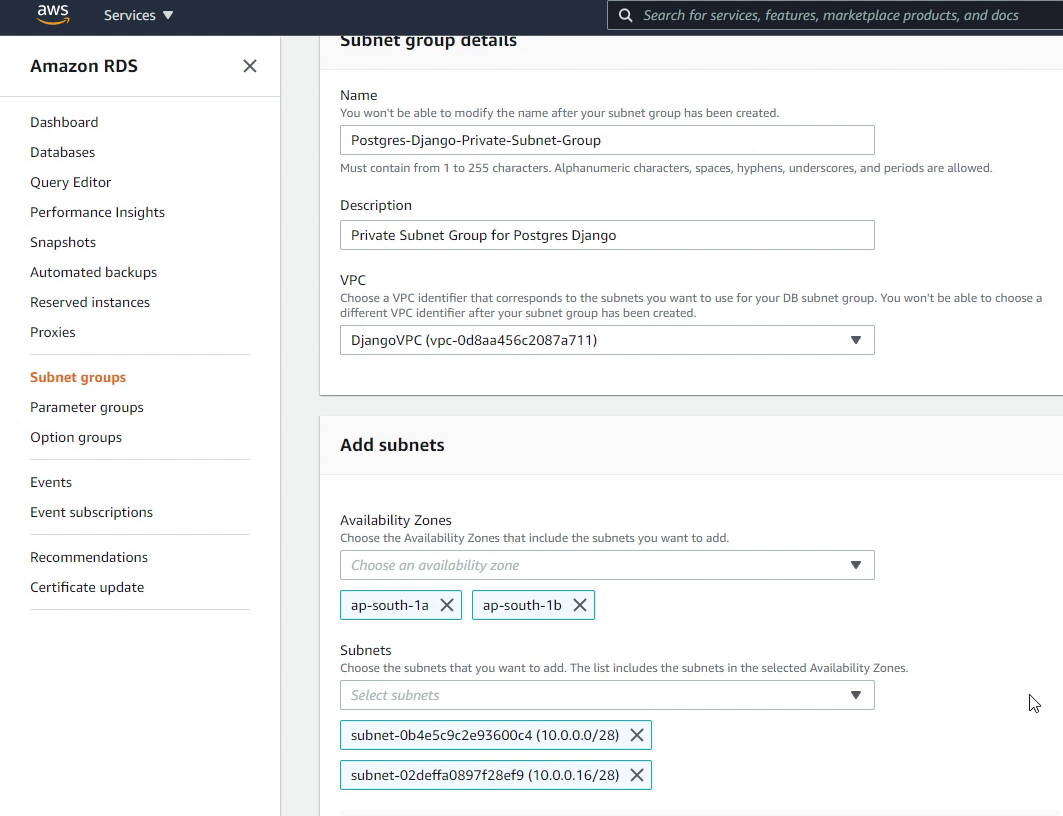 aws
Services
Search for services, features, marketplace products, and docs
Amazon RDS
Dashboard
Databases
Query Editor
Performance Insights
Snapshots
Automated backups
Reserved instances
Proxies
Subnet groups
Parameter groups
Option groups
Events
Event subscriptions
Recommendations
Certificate update
Subnet group details
Name
You won't be able to modify the name after your subnet group has been created.
Postgres-Django-Private-Subnet-Group
Must contain from 1 to 255 characters. Alphanumeric characters, spaces, hyphens, underscores, and periods are allowed.
Description
Private Subnet Group for Postgres Django
VPC
Choose a VPC identifier that corresponds to the subnets you want to use for your DB subnet group. You won't be able to choose a
different VPC identifier after your subnet group has been created.
DjangoVPC (vpc-0d8aa456c2087a711)
Add subnets
Availability Zones
Choose the Availability Zones that include the subnets you want to add.
Choose an availability zone
ap-south-1a
ap-south-1b
Subnets
Choose the subnets that you want to add. The list includes the subnets in the selected Availability Zones.
Select subnets
subnet-0b4e5c9c2e93600c4 (10.0.0.0/28)
subnet-02deffa0897f28ef9 (10.0.0.16/28)